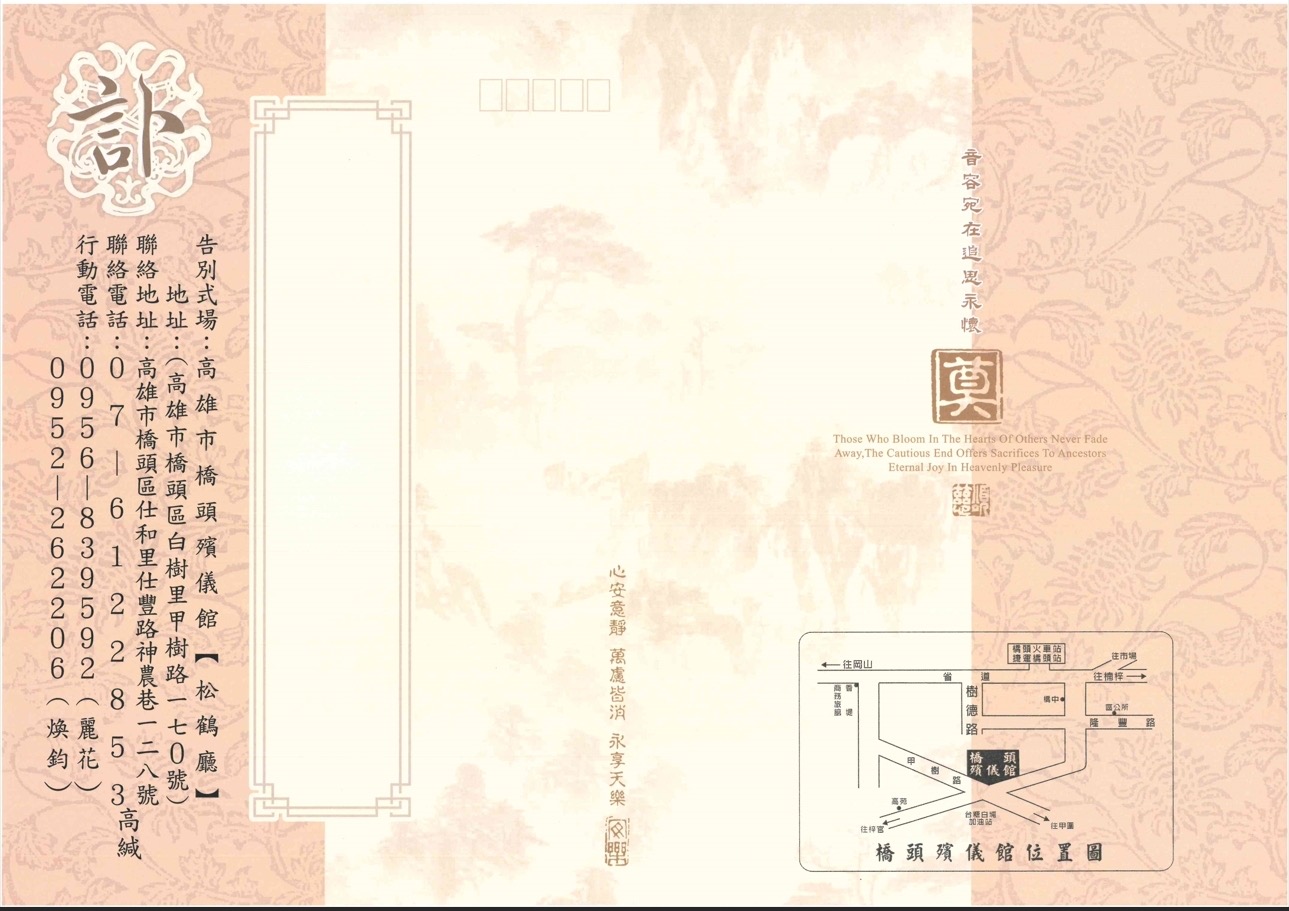 訃
告別式場：高雄市橋頭殯儀館【松鶴廳】
地址：（高雄市橋頭區白樹里甲樹路一七０號）
聯絡地址：高雄市橋頭區仕和里仕豐路神農巷一二八號
聯絡電話：０７—６１２２８５３高緘
行動電話：０９５６—８３９５９２（麗花）
０９５２—２６２２０６（煥鈞）
音容宛在追思永懷
奠
Those Who Bloom In The Hearts Of Others Never Fade
Away,The Cautious End Offers Sacrifices To Ancestors
Eternal Joy In Heavenly Pleasure
心安意靜 萬慮皆消 永享天樂
橋頭火車站
捷運橋頭站
往市場
往岡山
往楠梓
省道
商務旅館
樹德路
橋中
區公所
隆豐路
橋頭
殯儀館
甲樹路
高苑
往梓官
台糖白埸
加油站
往甲圍
橋頭殯儀館位置圖